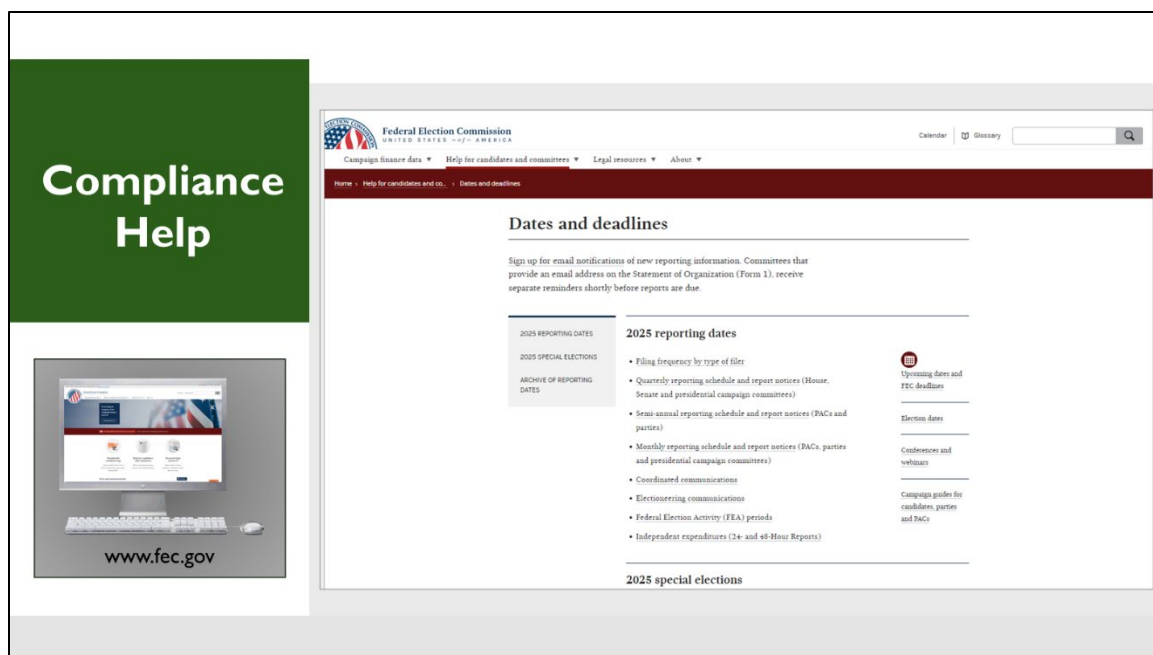 Compliance
Help
www.fec.gov
Federal Election Commission
UNITED STATES of AMERICA
Calendar
Glossary
Campaign finance data
Help for candidates and committees
Legal resources
About
Home › Help for candidates and co... › Dates and deadlines
Dates and deadlines
Sign up for email notifications of new reporting information. Committees that
provide an email address on the Statement of Organization (Form 1), receive
separate reminders shortly before reports are due.
2025 REPORTING DATES
2025 SPECIAL ELECTIONS
ARCHIVE OF REPORTING
DATES
2025 reporting dates
• Filing frequency by type of filer
• Quarterly reporting schedule and report notices (House,
Senate and presidential campaign committees)
• Semi-annual reporting schedule and report notices (PACs and
parties)
• Monthly reporting schedule and report notices (PACs, parties
and presidential campaign committees)
• Coordinated communications
• Electioneering communications
• Federal Election Activity (FEA) periods
• Independent expenditures (24- and 48-Hour Reports)
Upcoming dates and
FEC deadlines
Election dates
Conferences and
webinars
Campaign guides for
candidates, parties
and PACs
2025 special elections